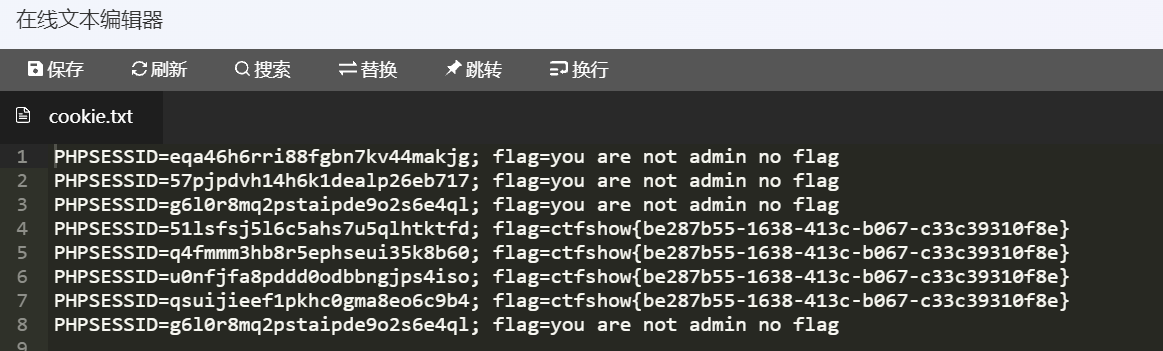 在线文本编辑器
保存 刷新 搜索 替换 跳转 换行
cookie.txt
1 PHPSESSID=eqa46h6rri88fgbn7kv44makjg; flag=you are not admin no flag
2 PHPSESSID=57pjpdvh14h6k1dealp26eb717; flag=you are not admin no flag
3 PHPSESSID=g6l0r8mq2pstaipde9o2s6e4ql; flag=you are not admin no flag
4 PHPSESSID=51lsfsj5l6c5ahs7u5qlhtktfd; flag=ctfshow{be287b55-1638-413c-b067-c33c39310f8e}
5 PHPSESSID=q4fmmm3hb8r5ephseui35k8b60; flag=ctfshow{be287b55-1638-413c-b067-c33c39310f8e}
6 PHPSESSID=u0nfjfa8pddd0odbbngjps4iso; flag=ctfshow{be287b55-1638-413c-b067-c33c39310f8e}
7 PHPSESSID=qsuijieef1pkhc0gma8eo6c9b4; flag=ctfshow{be287b55-1638-413c-b067-c33c39310f8e}
8 PHPSESSID=g6l0r8mq2pstaipde9o2s6e4ql; flag=you are not admin no flag
9